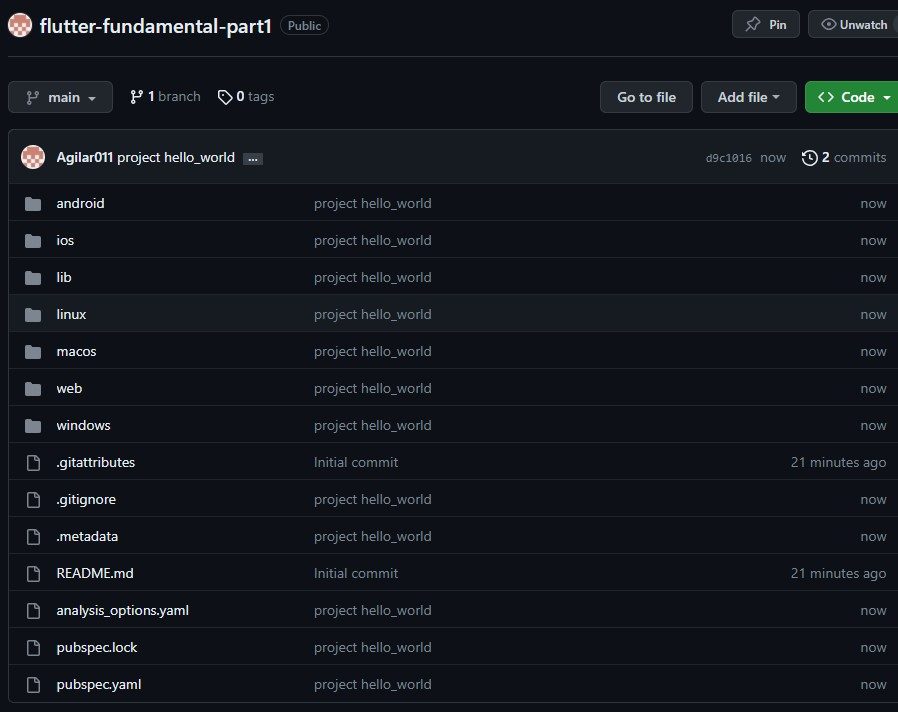 flutter-fundamental-part1 Public Pin Unwatch
main 1 branch 0 tags Go to file Add file Code
Agilar011 project hello_world ... d9c1016 now 2 commits
android project hello_world now
ios project hello_world now
lib project hello_world now
linux project hello_world now
macos project hello_world now
web project hello_world now
windows project hello_world now
.gitattributes Initial commit 21 minutes ago
.gitignore project hello_world now
.metadata project hello_world now
README.md Initial commit 21 minutes ago
analysis_options.yaml project hello_world now
pubspec.lock project hello_world now
pubspec.yaml project hello_world now